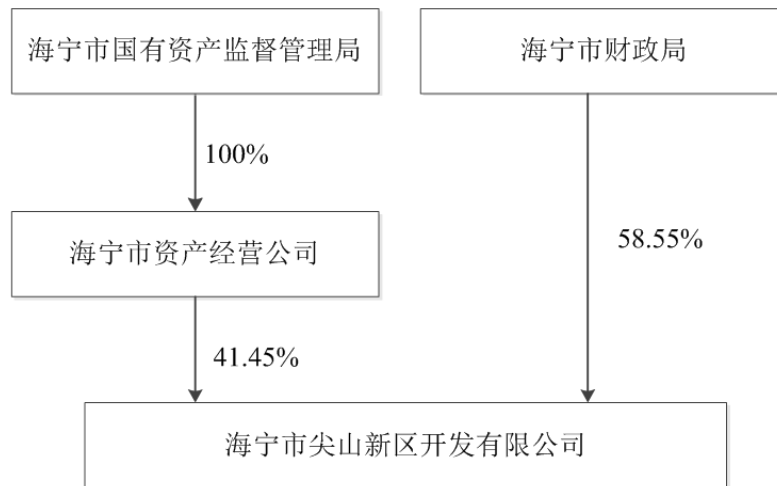 海宁市国有资产监督管理局
海宁市财政局
100%
海宁市资产经营公司
58.55%
41.45%
海宁市尖山新区开发有限公司